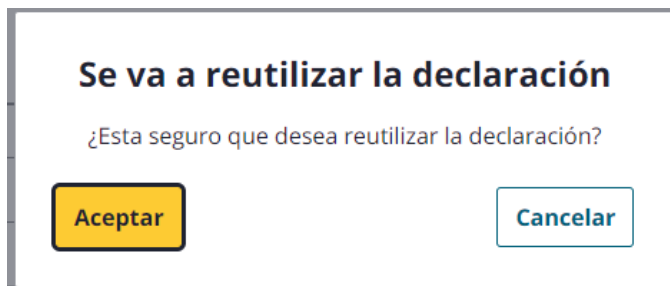 Se va a reutilizar la declaración
¿Esta seguro que desea reutilizar la declaración?
Aceptar
Cancelar